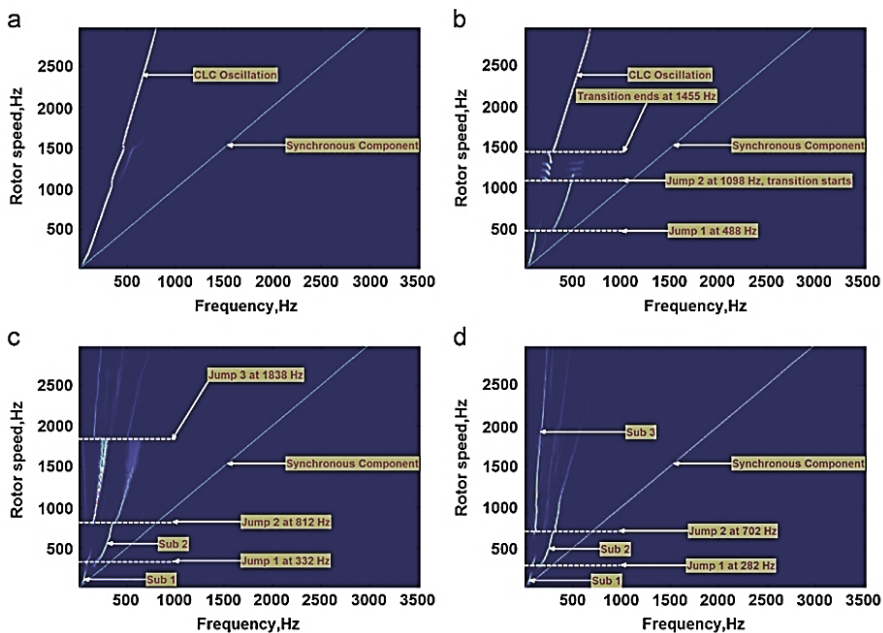 a
Rotor speed,Hz
2500
2000
1500
1000
500
CLC Oscillation
Synchronous Component
500 1000 1500 2000 2500 3000 3500
Frequency,Hz
b
Rotor speed,Hz
2500
2000
1500
1000
500
CLC Oscillation
Transition ends at 1455 Hz
Synchronous Component
Jump 2 at 1098 Hz, transition starts
Jump 1 at 488 Hz
500 1000 1500 2000 2500 3000 3500
Frequency,Hz
c
Rotor speed,Hz
2500
2000
1500
1000
500
Jump 3 at 1838 Hz
Synchronous Component
Jump 2 at 812 Hz
Sub 2
Jump 1 at 332 Hz
Sub 1
500 1000 1500 2000 2500 3000 3500
Frequency,Hz
d
Rotor speed,Hz
2500
2000
1500
1000
500
Sub 3
Synchronous Component
Jump 2 at 702 Hz
Sub 2
Jump 1 at 282 Hz
Sub 1
500 1000 1500 2000 2500 3000 3500
Frequency,Hz